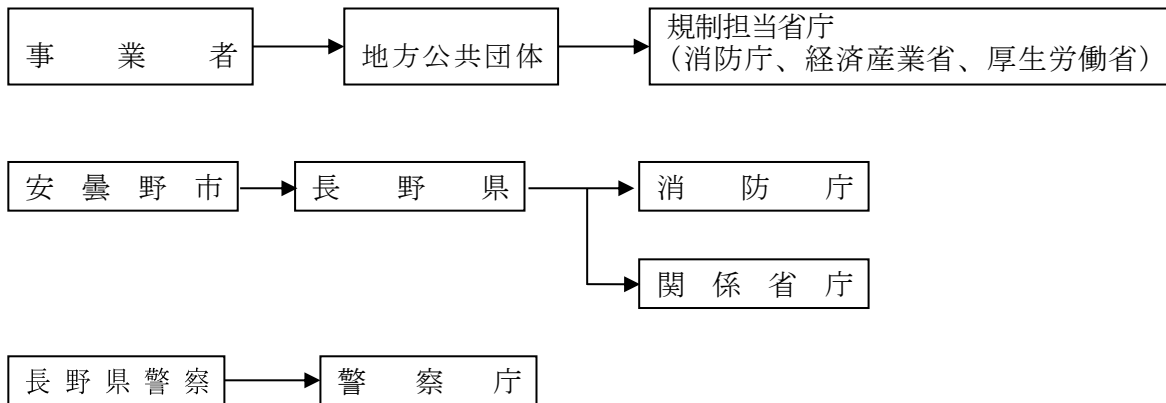 事業者
地方公共団体
規制担当省庁
（消防庁、経済産業省、厚生労働省）
安曇野市
長野県
消防庁
関係省庁
長野県警察
警察庁